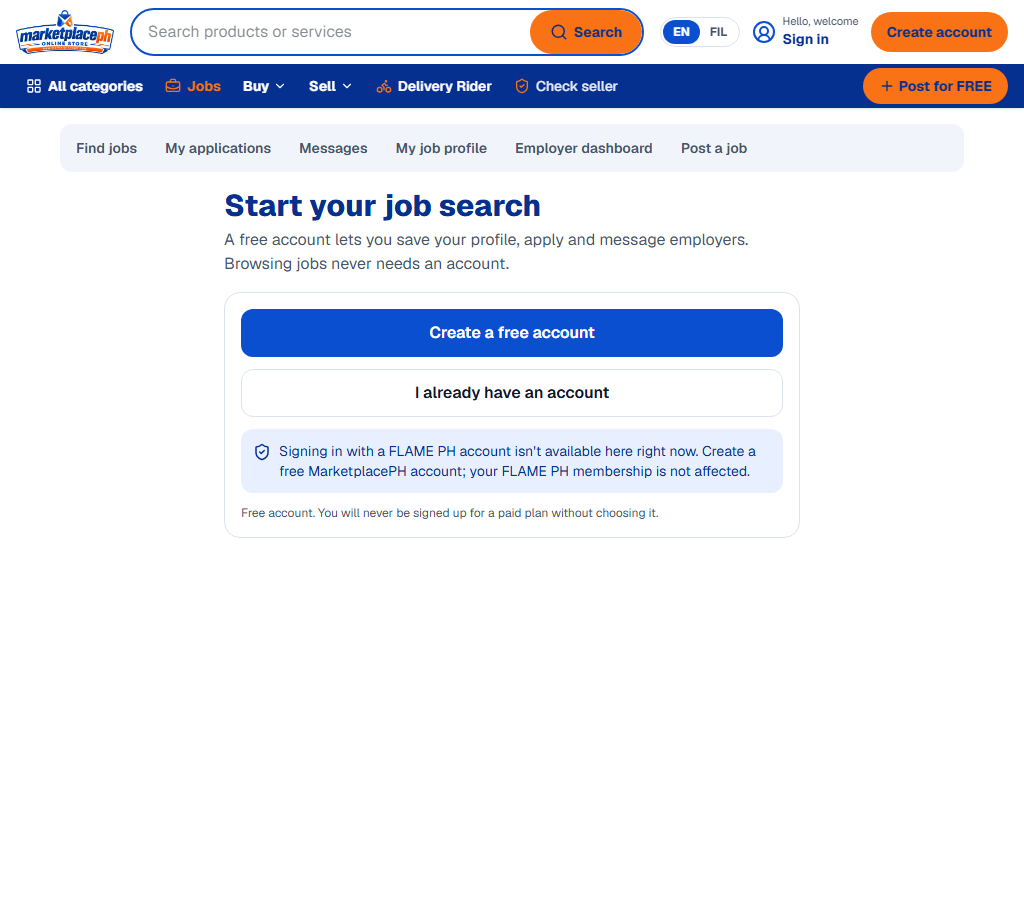 marketplaceph
ONLINE STORE
Search products or services
Search
EN
FIL
Hello, welcome
Sign in
Create account
All categories
Jobs
Buy
Sell
Delivery Rider
Check seller
Post for FREE
Find jobs
My applications
Messages
My job profile
Employer dashboard
Post a job
Start your job search
A free account lets you save your profile, apply and message employers.
Browsing jobs never needs an account.
Create a free account
I already have an account
Signing in with a FLAME PH account isn't available here right now. Create a
free MarketplacePH account; your FLAME PH membership is not affected.
Free account. You will never be signed up for a paid plan without choosing it.